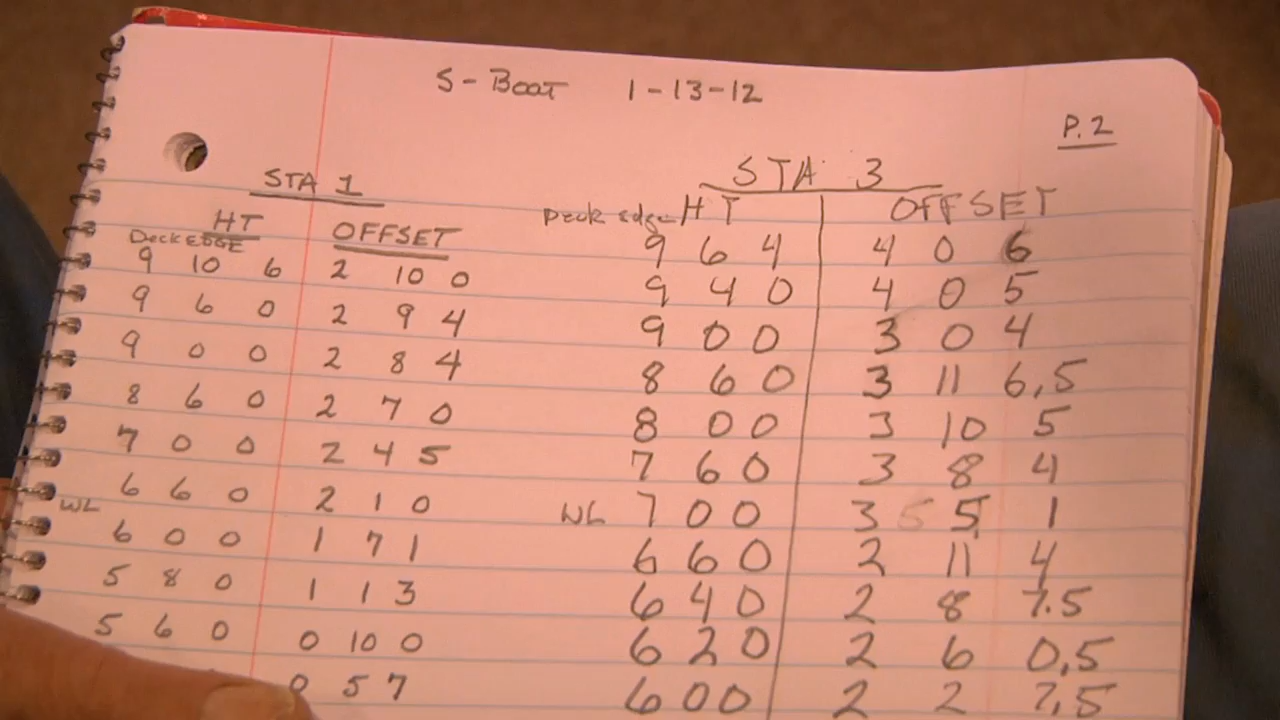 S-Boat 1-13-12
P.2
STA 1
HT OFFSET
Deck EDGE
9 10 6 2 10 0
9 6 0 2 9 4
9 0 0 2 8 4
8 6 0 2 7 0
7 0 0 2 4 5
6 6 0 2 1 0
WL 6 0 0 1 7 1
5 8 0 1 1 3
5 6 0 0 10 0
0 5 7
STA 3
Deck edge HT OFFSET
9 6 4 4 0 6
9 4 0 4 0 5
9 0 0 3 0 4
8 6 0 3 11 6,5
8 0 0 3 10 5
7 6 0 3 8 4
WL 7 0 0 3 5 5 1
6 6 0 2 11 4
6 4 0 2 8 7.5
6 2 0 2 6 0,5
6 0 0 2 2 7,5